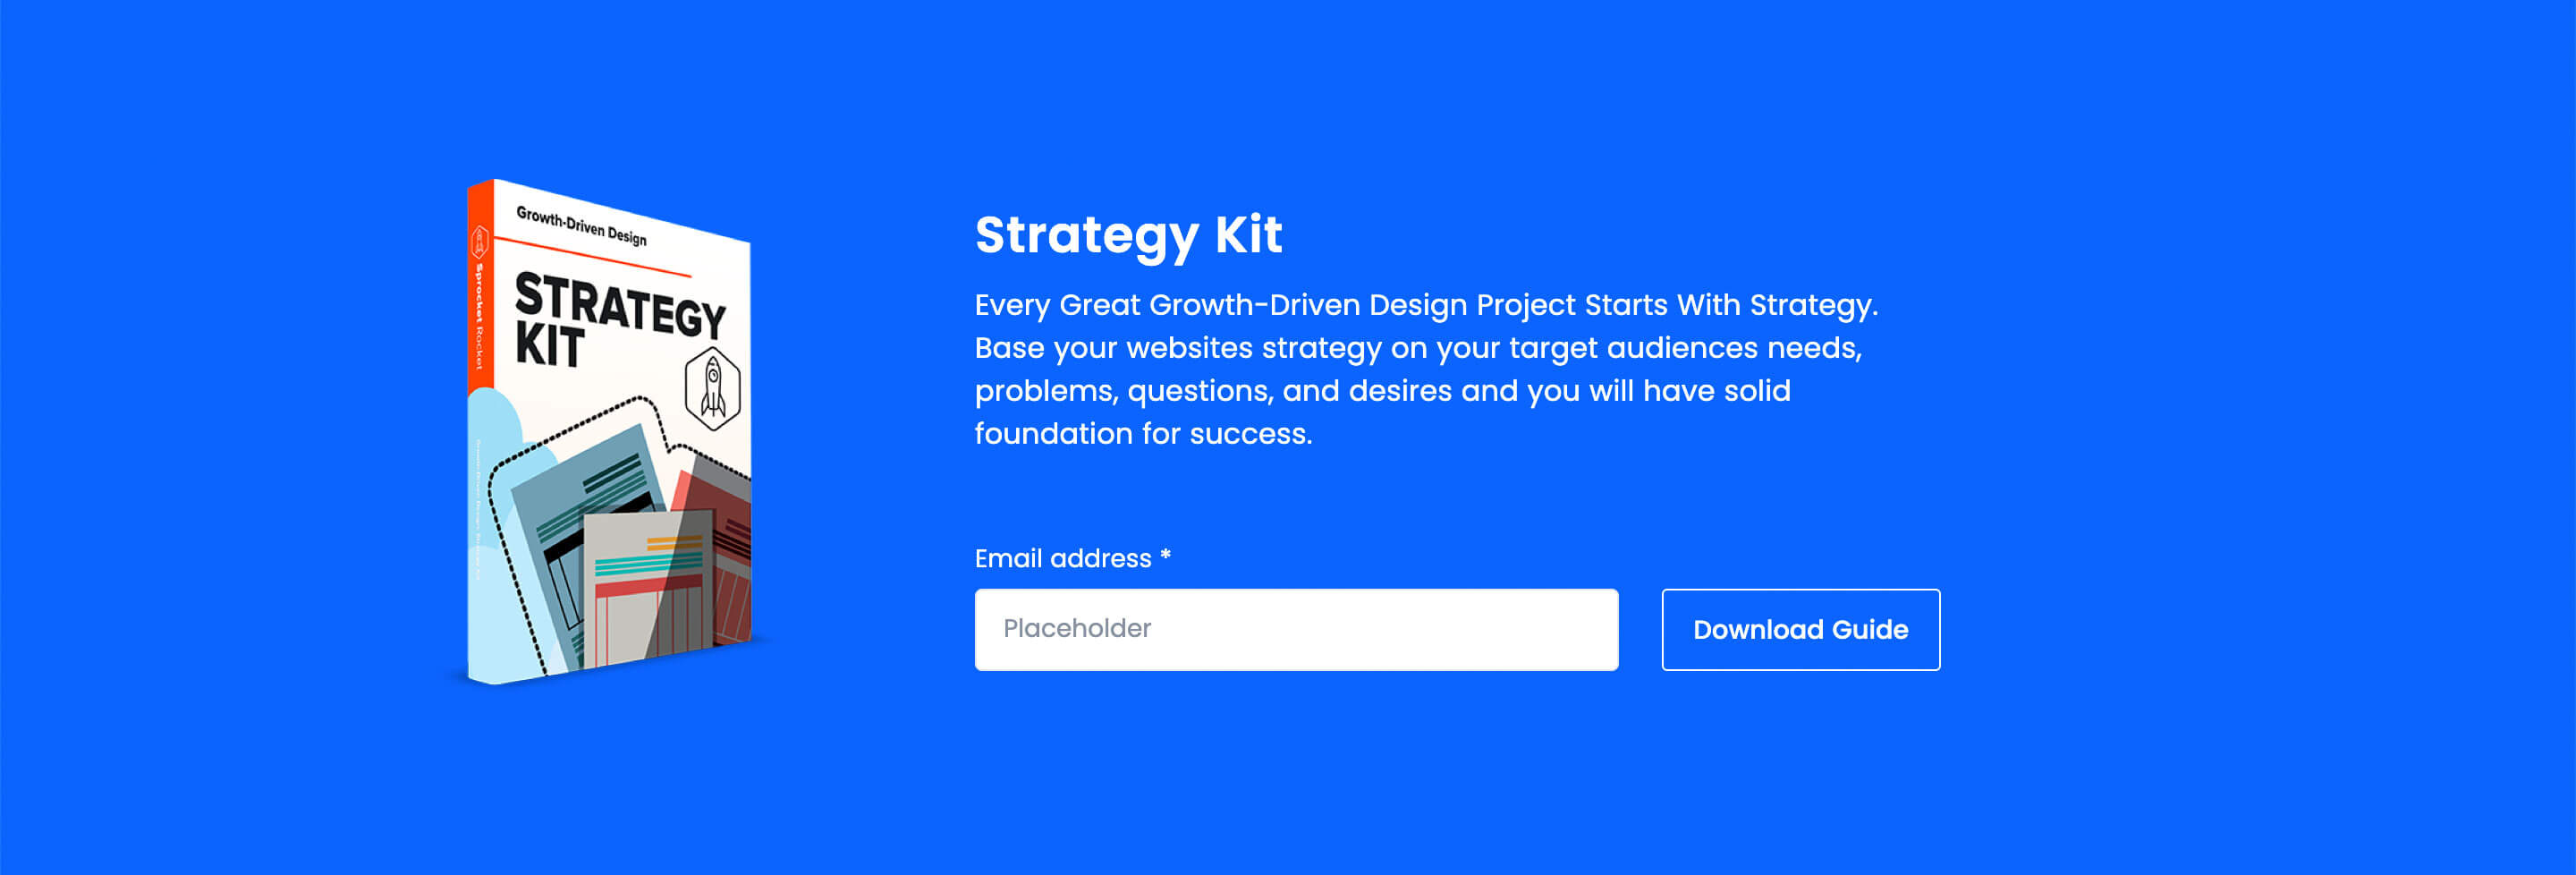 Growth-Driven Design
STRATEGY
KIT
Sprocket Rocket
Strategy Kit
Every Great Growth-Driven Design Project Starts With Strategy.
Base your websites strategy on your target audiences needs,
problems, questions, and desires and you will have solid
foundation for success.
Email address *
Placeholder
Download Guide